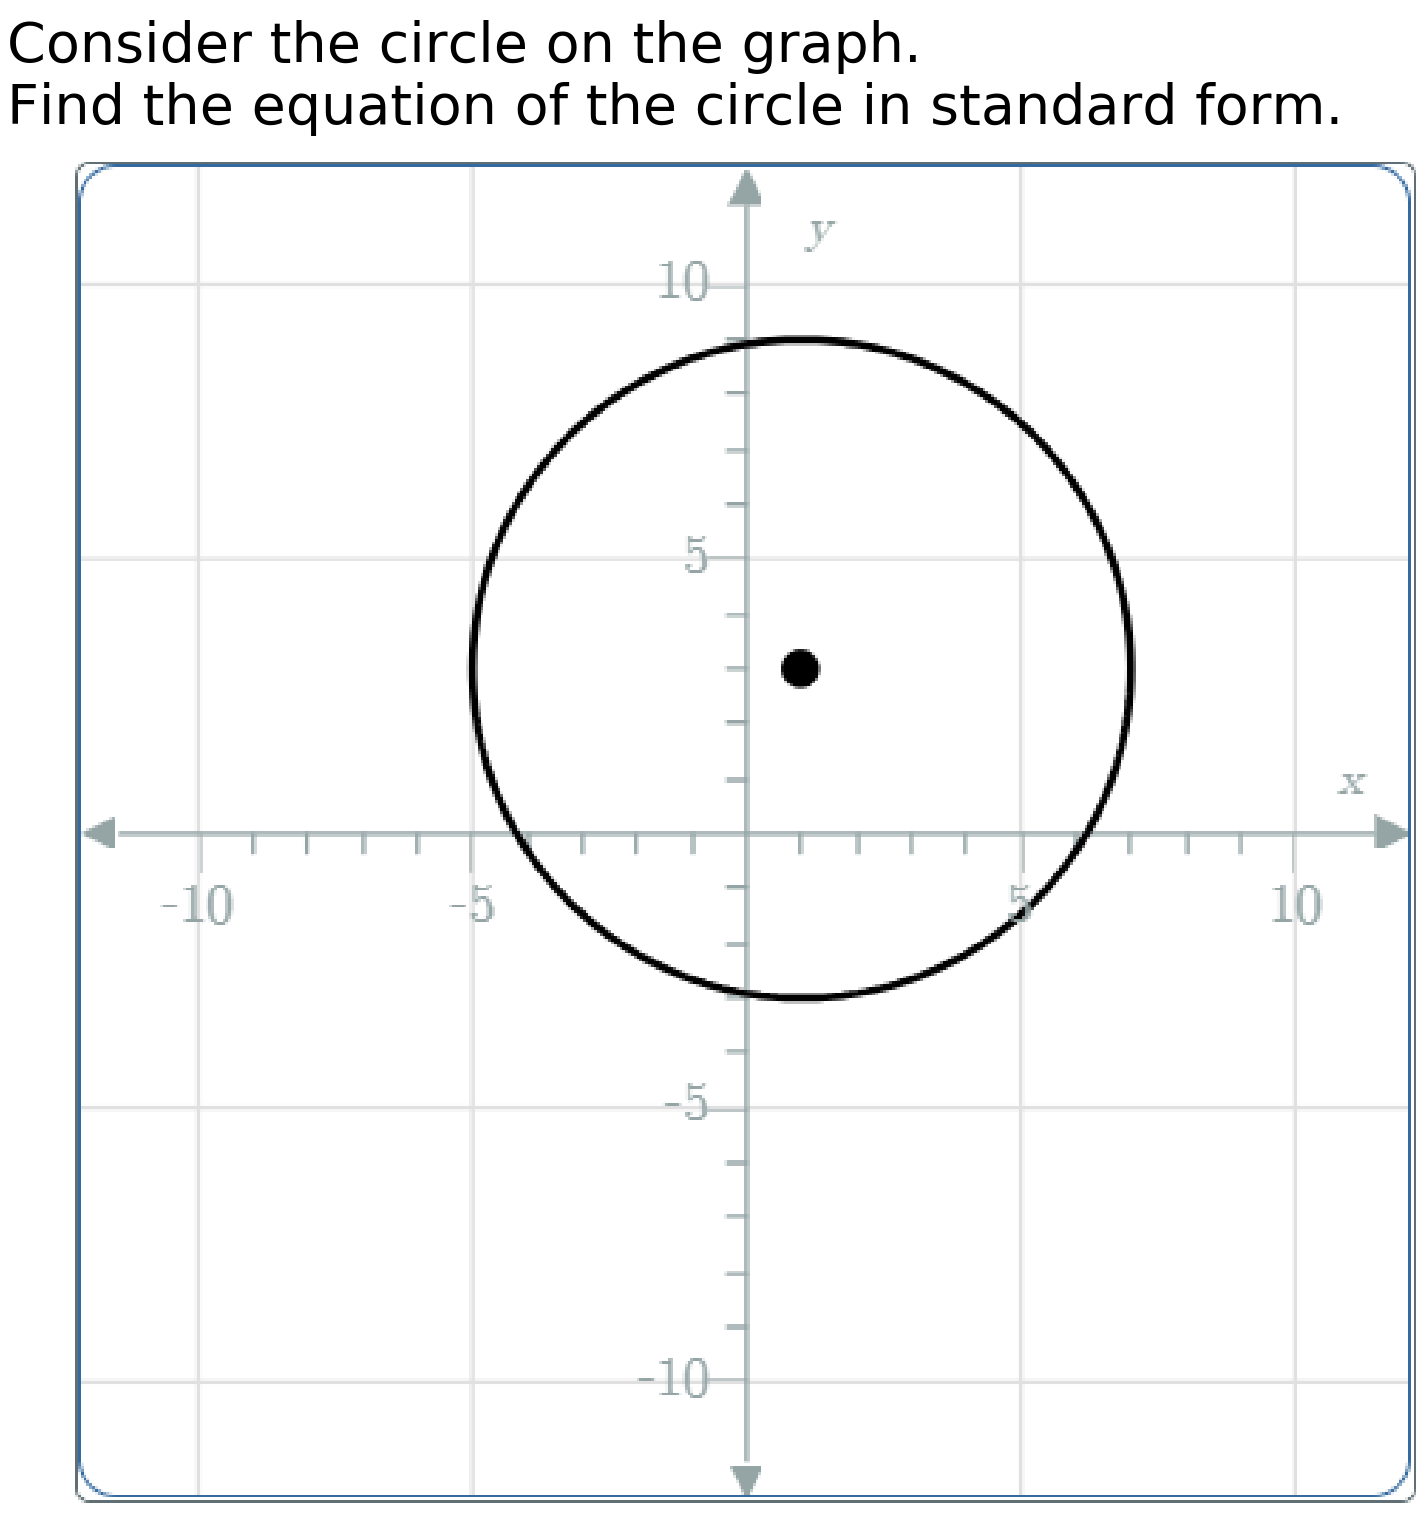 Consider the circle on the graph.
Find the equation of the circle in standard form.
y
10
5
x
-10 -5 5 10
-5
-10